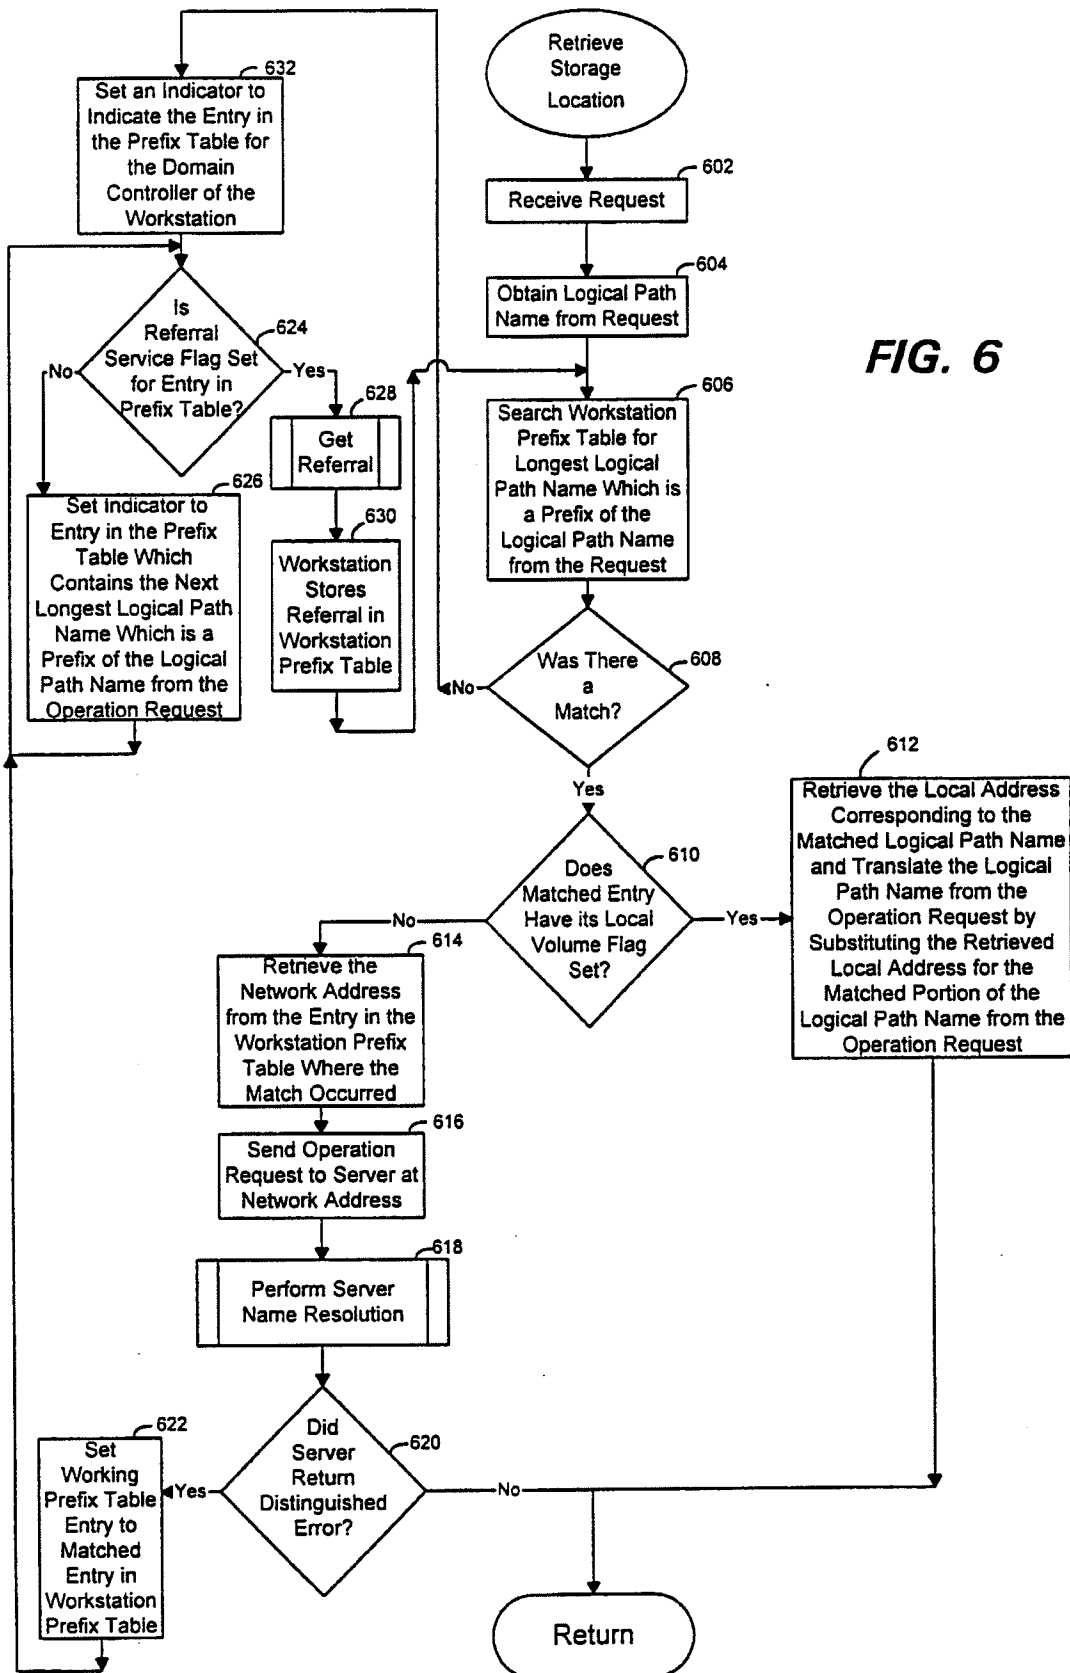 Retrieve
Storage
Location
602
Receive Request
604
Obtain Logical Path
Name from Request
FIG. 6
606
Search Workstation
Prefix Table for
Longest Logical
Path Name Which is
a Prefix of the
Logical Path Name
from the Request
608
Was There
a
Match?
No
Yes
632
Set an Indicator to
Indicate the Entry in
the Prefix Table for
the Domain
Controller of the
Workstation
624
Is
Referral
Service Flag Set
for Entry in
Prefix Table?
No
Yes
626
Set Indicator to
Entry in the Prefix
Table Which
Contains the Next
Longest Logical Path
Name Which is a
Prefix of the Logical
Path Name from the
Operation Request
628
Get
Referral
630
Workstation
Stores
Referral in
Workstation
Prefix Table
610
Does
Matched Entry
Have its Local
Volume Flag
Set?
No
Yes
612
Retrieve the Local Address
Corresponding to the
Matched Logical Path Name
and Translate the Logical
Path Name from the
Operation Request by
Substituting the Retrieved
Local Address for the
Matched Portion of the
Logical Path Name from the
Operation Request
614
Retrieve the
Network Address
from the Entry in the
Workstation Prefix
Table Where the
Match Occurred
616
Send Operation
Request to Server at
Network Address
618
Perform Server
Name Resolution
620
Did
Server
Return
Distinguished
Error?
Yes
No
622
Set
Working
Prefix Table
Entry to
Matched
Entry in
Workstation
Prefix Table
Return